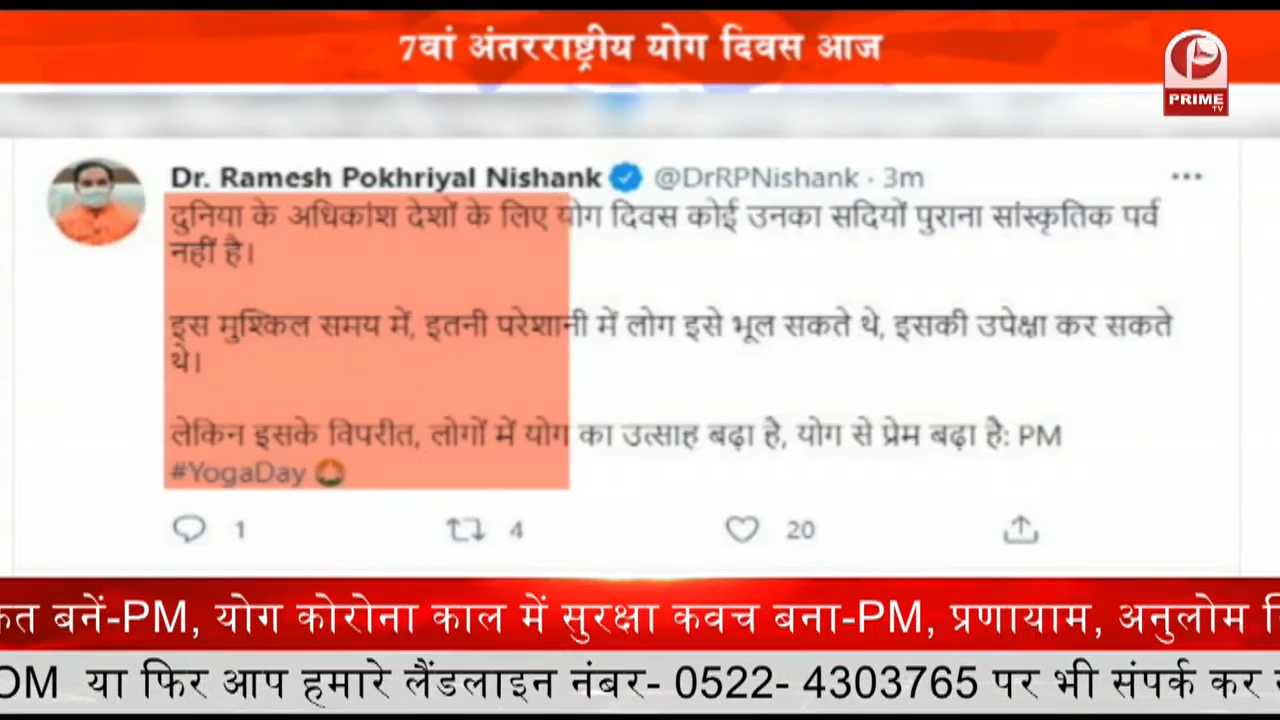 7वां अंतरराष्ट्रीय योग दिवस आज
PRIME
TV
Dr. Ramesh Pokhriyal Nishank @DrRPNishank · 3m
दुनिया के अधिकांश देशों के लिए योग दिवस कोई उनका सदियों पुराना सांस्कृतिक पर्व
नहीं है।
इस मुश्किल समय में, इतनी परेशानी में लोग इसे भूल सकते थे, इसकी उपेक्षा कर सकते
थे।
लेकिन इसके विपरीत, लोगों में योग का उत्साह बढ़ा है, योग से प्रेम बढ़ा है: PM
#YogaDay
1 4 20
बनें-PM, योग कोरोना काल में सुरक्षा कवच बना-PM, प्रणायाम, अनुलोम
OM या फिर आप हमारे लैंडलाइन नंबर- 0522- 4303765 पर भी संपर्क कर